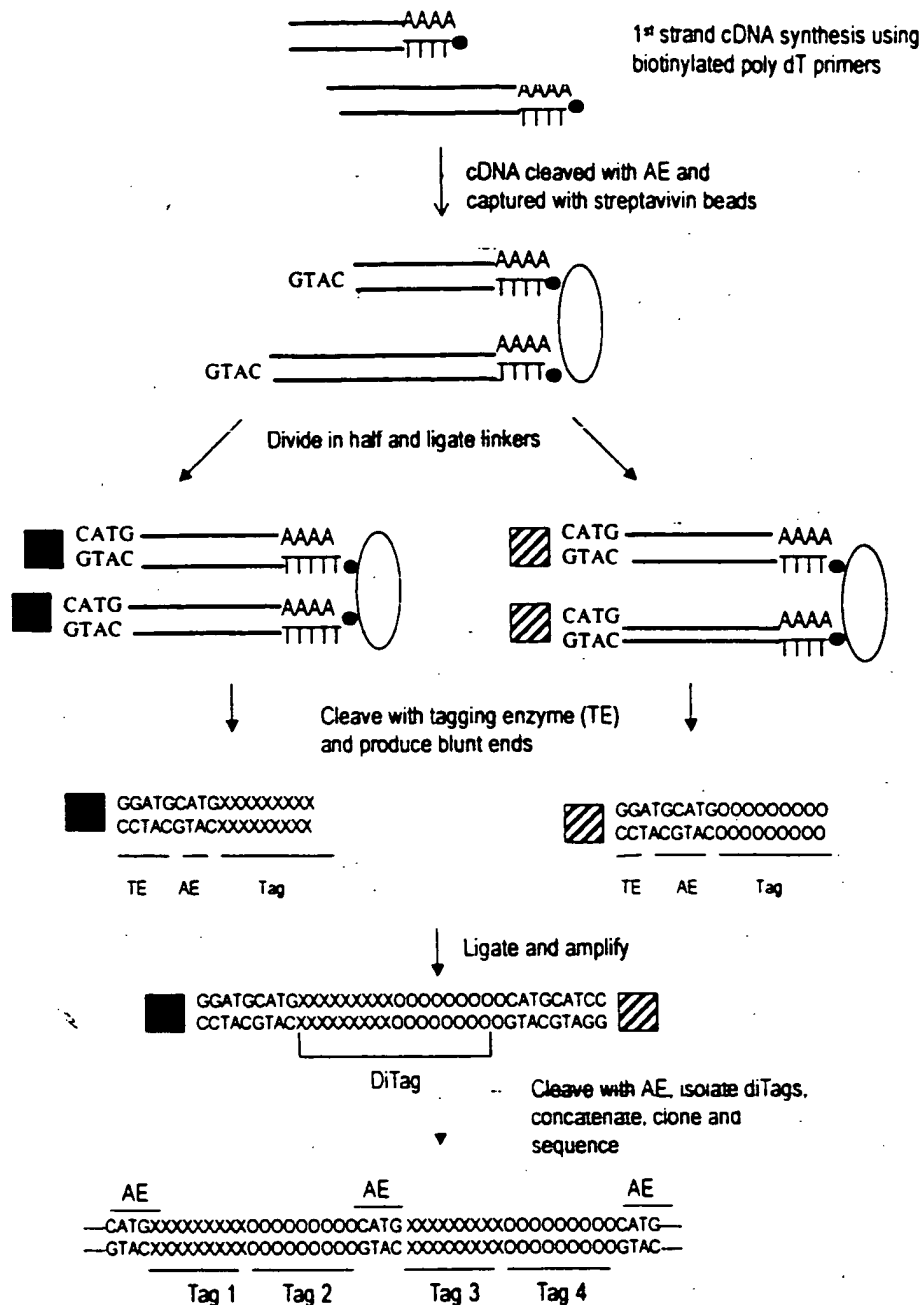 AAAA
TTTT
1st strand cDNA synthesis using
biotinylated poly dT primers
AAAA
TTTT
cDNA cleaved with AE and
captured with streptavivin beads
AAAA
GTAC
TTTT
AAAA
GTAC
TTTT
Divide in half and ligate linkers
CATG
AAAA
GTAC
TTTTT
CATG
AAAA
GTAC
TTTTT
CATG
AAAA
GTAC
TTTT
CATG
AAAA
GTAC
TTTT
Cleave with tagging enzyme (TE)
and produce blunt ends
GGATGCATGXXXXXXXXX
CCTACGTACXXXXXXXXX
TE AE Tag
GGATGCATGOOOOOOOOO
CCTACGTACOOOOOOOOO
TE AE Tag
Ligate and amplify
GGATGCATGXXXXXXXXXOOOOOOOOOCATGCATCC
CCTACGTACXXXXXXXXXOOOOOOOOOGTACGTAGG
DiTag
Cleave with AE, isolate diTags,
concatenate, clone and
sequence
AE AE AE
CATGXXXXXXXXXOOOOOOOOOCATGXXXXXXXXXOOOOOOOOOCATG
GTACXXXXXXXXXOOOOOOOOOGTACXXXXXXXXXOOOOOOOOOGTAC
Tag 1 Tag 2 Tag 3 Tag 4